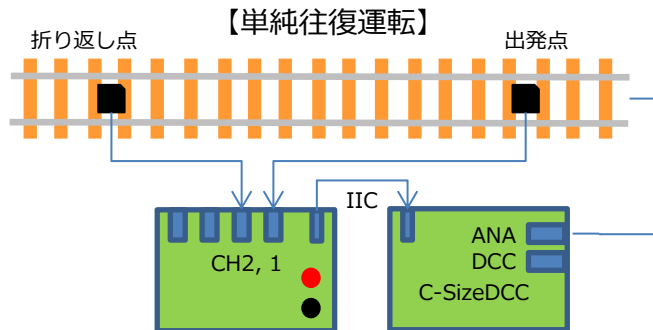 【単純往復運転】
折り返し点
出発点
IIC
CH2, 1
ANA
DCC
C-SizeDCC